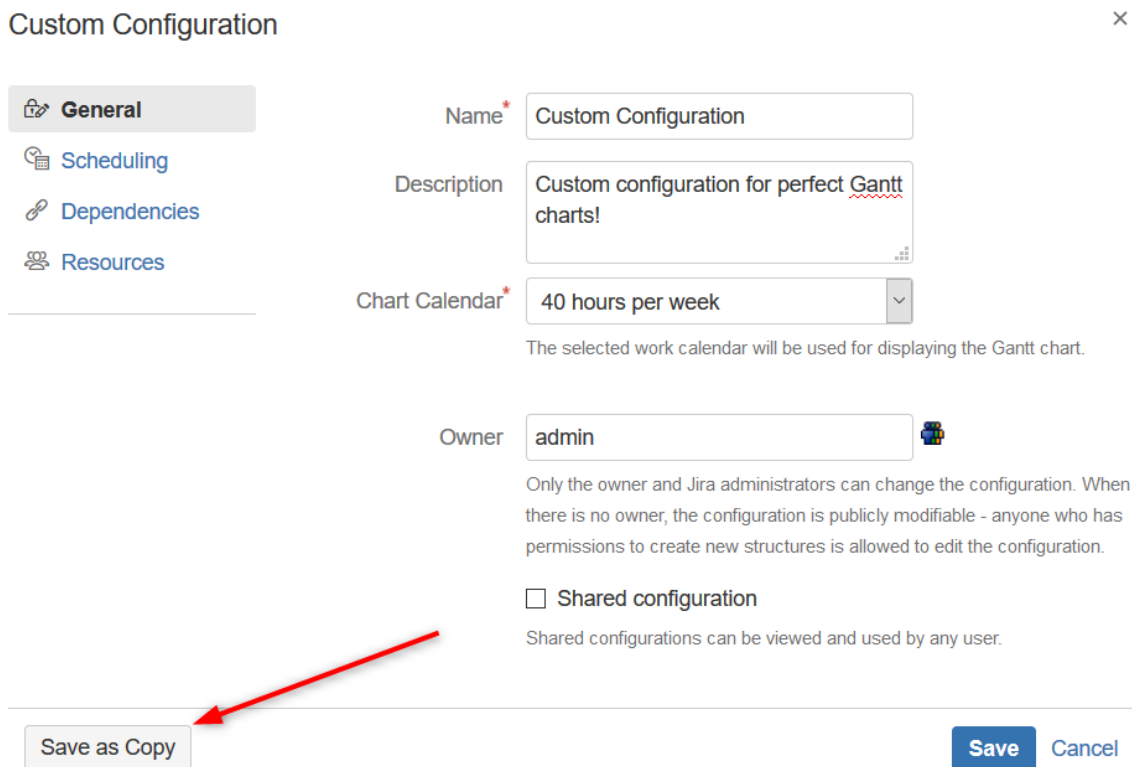 Custom Configuration
×
General
Scheduling
Dependencies
Resources
Name*
Custom Configuration
Description
Custom configuration for perfect Gantt
charts!
Chart Calendar*
40 hours per week
The selected work calendar will be used for displaying the Gantt chart.
Owner
admin
Only the owner and Jira administrators can change the configuration. When
there is no owner, the configuration is publicly modifiable - anyone who has
permissions to create new structures is allowed to edit the configuration.
Shared configuration
Shared configurations can be viewed and used by any user.
Save as Copy
Save
Cancel